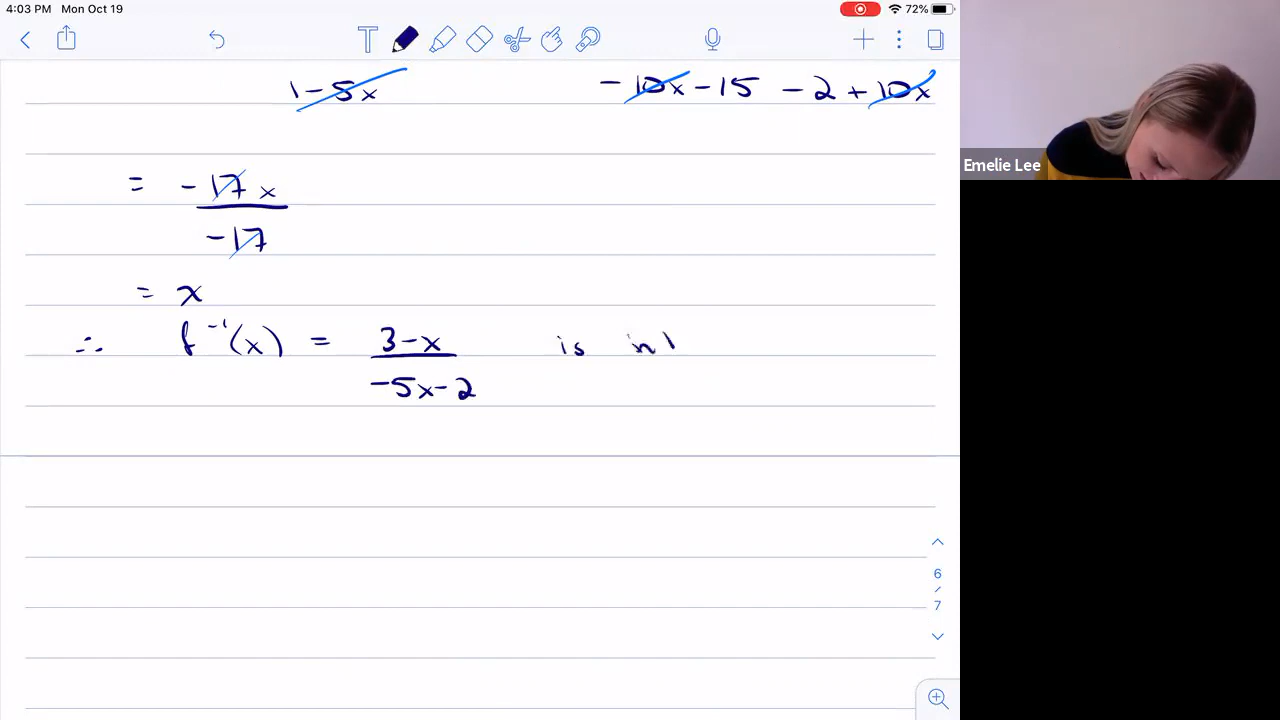 4:03 PM Mon Oct 19
72%
T
1-5x
-10x-15 -2+10x
Emelie Lee
= -17x
-17
= x
∴ f⁻¹(x) = 3-x is
-5x-2
6
/
7